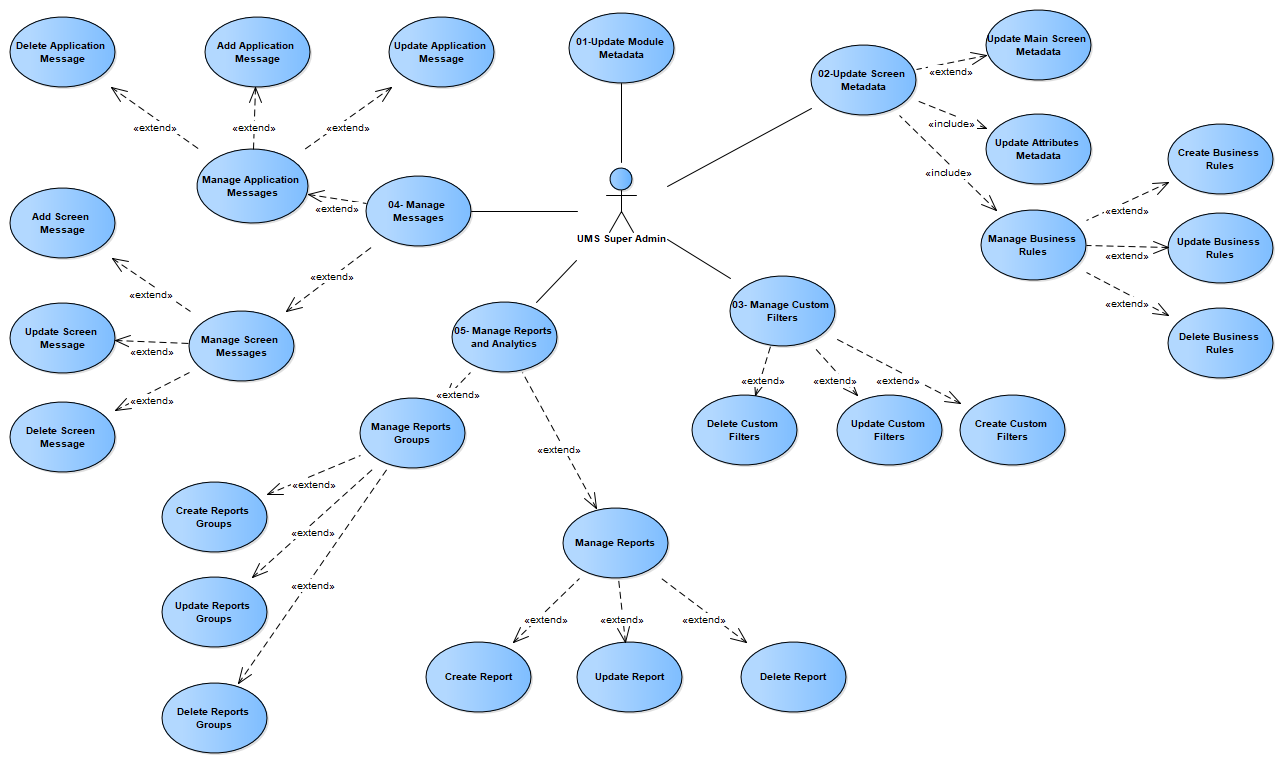 Delete Application
Message
Add Application
Message
Update Application
Message
01-Update Module
Metadata
02-Update Screen
Metadata
Update Main Screen
Metadata
«extend»
«include»
«include»
Update Attributes
Metadata
Create Business
Rules
«extend»
«extend»
«extend»
Manage Application
Messages
04- Manage
Messages
«extend»
UMS Super Admin
Manage Business
Rules
«extend»
«extend»
«extend»
Update Business
Rules
Delete Business
Rules
Add Screen
Message
«extend»
«extend»
Update Screen
Message
«extend»
Manage Screen
Messages
«extend»
Delete Screen
Message
05- Manage Reports
and Analytics
03- Manage Custom
Filters
«extend»
«extend»
«extend»
Delete Custom
Filters
Update Custom
Filters
Create Custom
Filters
«extend»
Manage Reports
Groups
«extend»
«extend»
Create Reports
Groups
«extend»
Manage Reports
«extend»
Update Reports
Groups
«extend»
«extend»
«extend»
Create Report
Update Report
Delete Report
Delete Reports
Groups